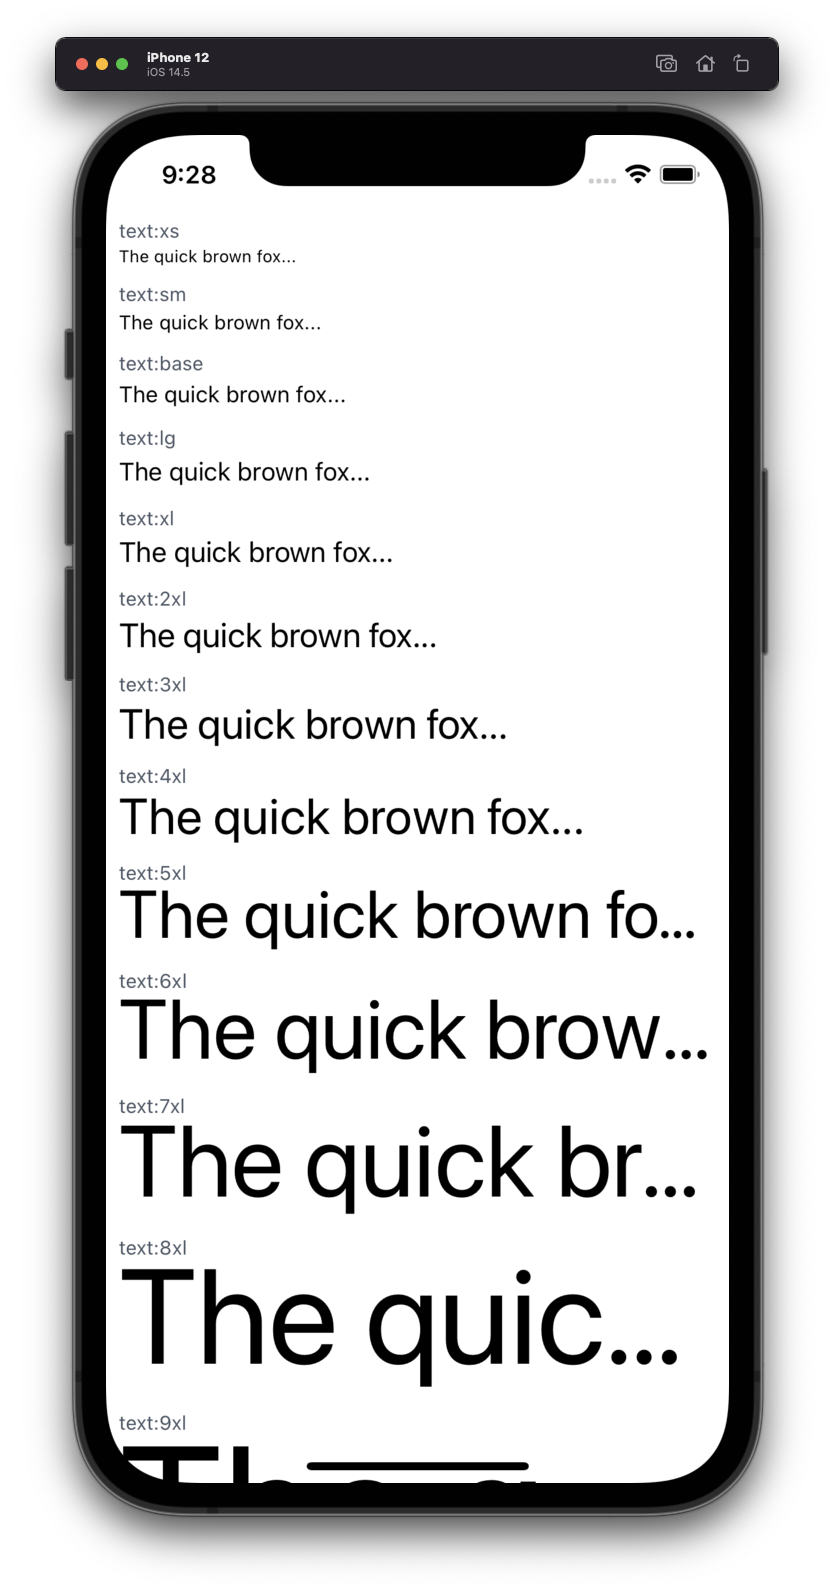 iPhone 12
iOS 14.5
9:28
text:xs
The quick brown fox...
text:sm
The quick brown fox...
text:base
The quick brown fox...
text:lg
The quick brown fox...
text:xl
The quick brown fox...
text:2xl
The quick brown fox...
text:3xl
The quick brown fox...
text:4xl
The quick brown fox...
text:5xl
The quick brown fo...
text:6xl
The quick brow...
text:7xl
The quick br...
text:8xl
The quic...
text:9xl